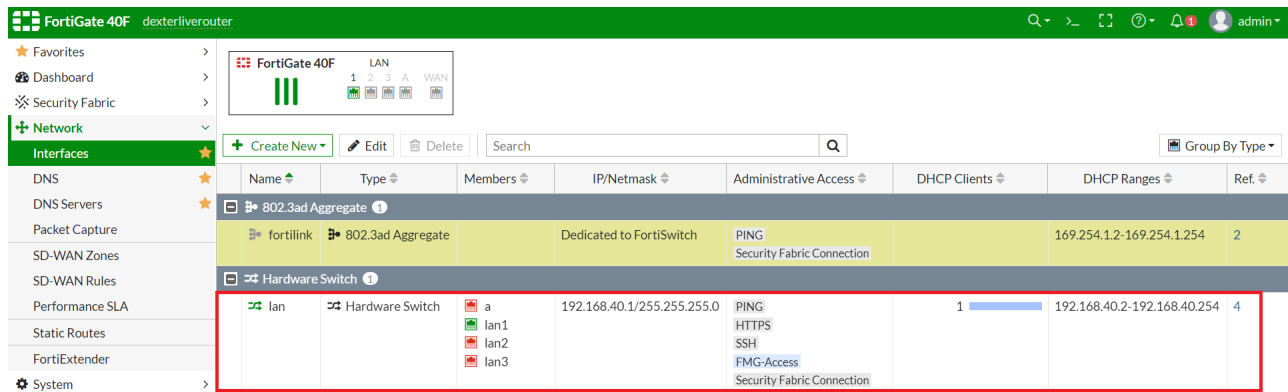 FortiGate 40F dexterliverouter 1 admin
Favorites
Dashboard
Security Fabric
Network
Interfaces
DNS
DNS Servers
Packet Capture
SD-WAN Zones
SD-WAN Rules
Performance SLA
Static Routes
FortiExtender
System
FortiGate 40F LAN
1 2 3 A WAN
Create New Edit Delete Search Group By Type
Name Type Members IP/Netmask Administrative Access DHCP Clients DHCP Ranges Ref.
802.3ad Aggregate 1
fortilink 802.3ad Aggregate Dedicated to FortiSwitch PING 169.254.1.2-169.254.1.254 2
Security Fabric Connection
Hardware Switch 1
lan Hardware Switch a 192.168.40.1/255.255.255.0 PING 1 192.168.40.2-192.168.40.254 4
lan1 HTTPS
lan2 SSH
lan3 FMG-Access
Security Fabric Connection